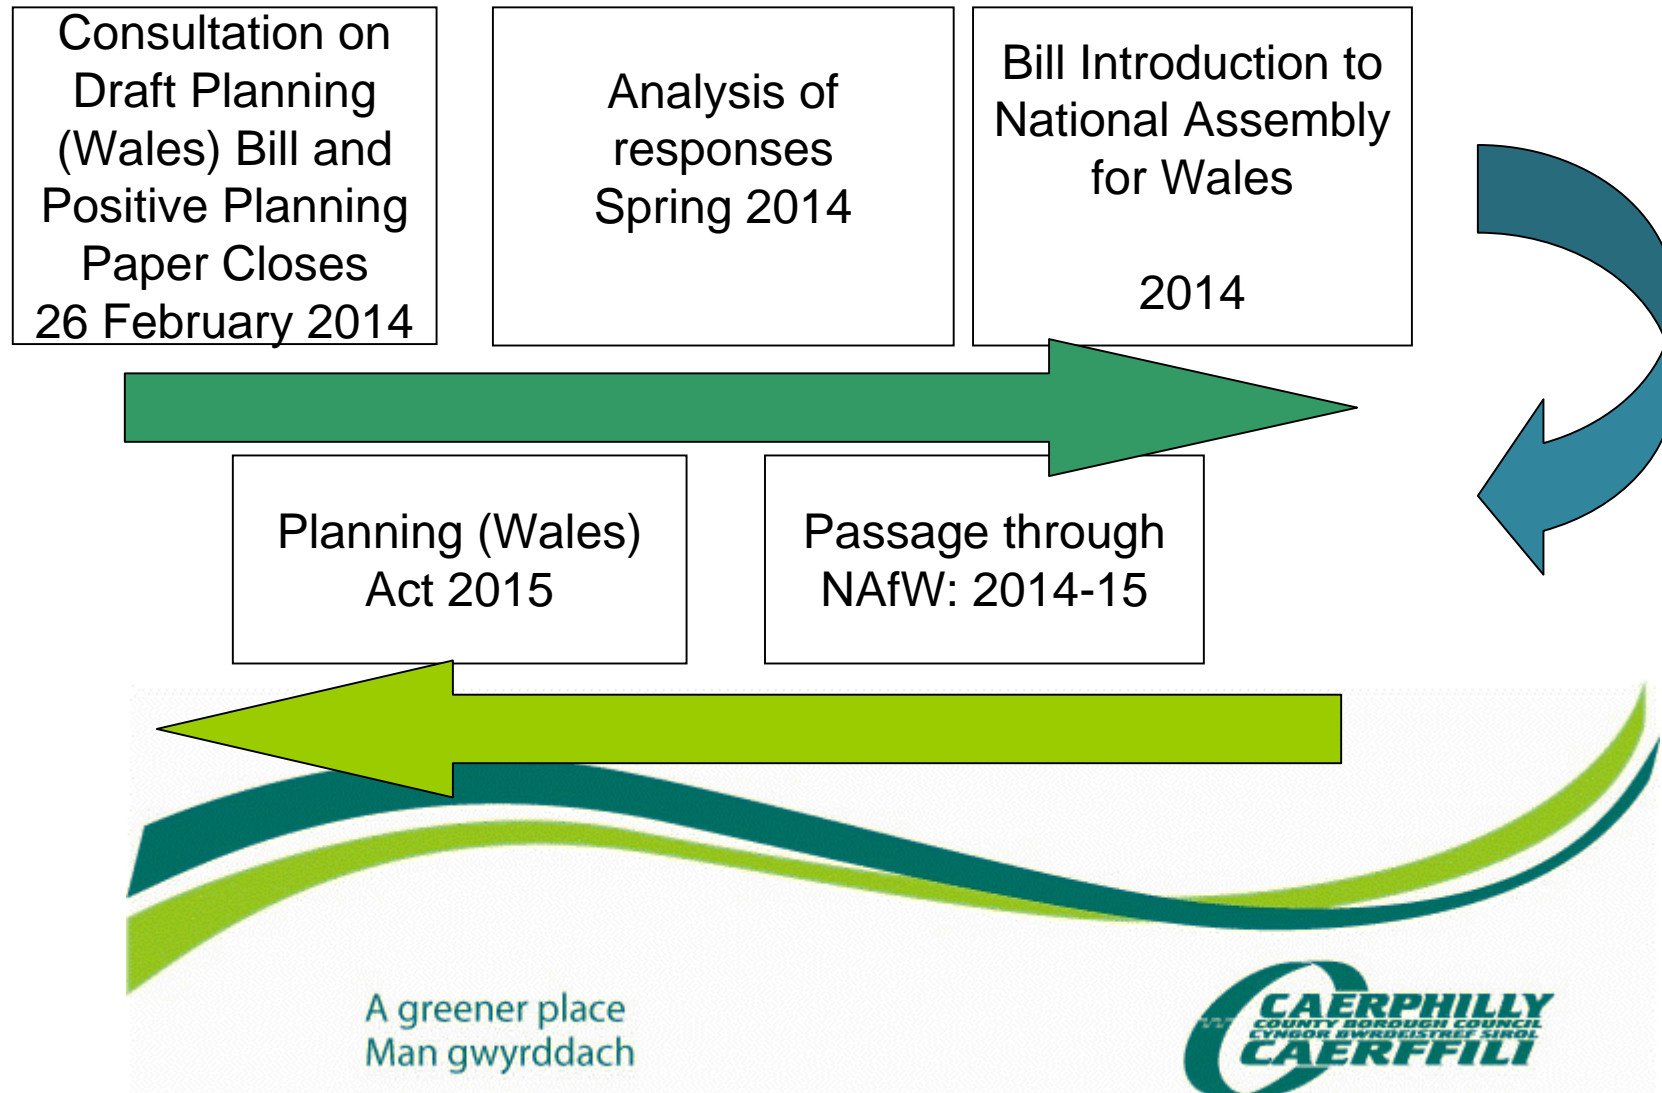 Consultation on
Draft Planning
(Wales) Bill and
Positive Planning
Paper Closes
26 February 2014
Analysis of
responses
Spring 2014
Bill Introduction to
National Assembly
for Wales
2014
Passage through
NAfW: 2014-15
Planning (Wales)
Act 2015
A greener place
Man gwyrddach
CAERPHILLY
COUNTY BOROUGH COUNCIL
CYNGOR BWRDEISTREF SIROL
CAERFFILI